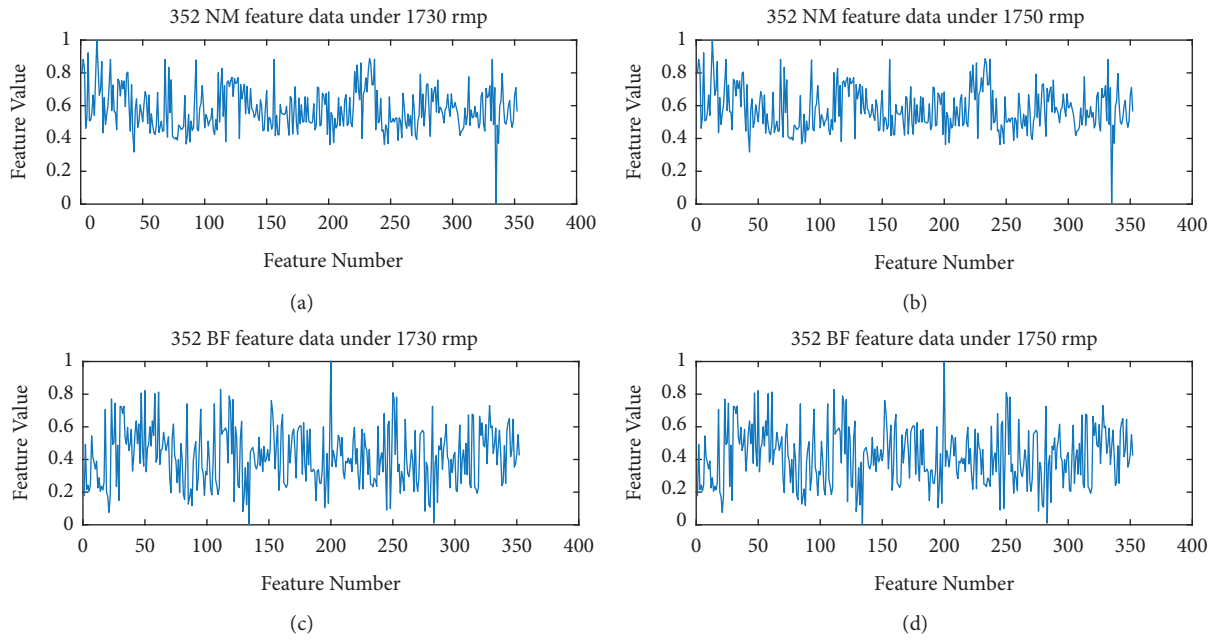 352 NM feature data under 1730 rmp
1
0.8
0.6
0.4
0.2
0
Feature Value
0 50 100 150 200 250 300 350 400
Feature Number
(a)
352 NM feature data under 1750 rmp
1
0.8
0.6
0.4
0.2
0
Feature Value
0 50 100 150 200 250 300 350 400
Feature Number
(b)
352 BF feature data under 1730 rmp
1
0.8
0.6
0.4
0.2
0
Feature Value
0 50 100 150 200 250 300 350 400
Feature Number
(c)
352 BF feature data under 1750 rmp
1
0.8
0.6
0.4
0.2
0
Feature Value
0 50 100 150 200 250 300 350 400
Feature Number
(d)